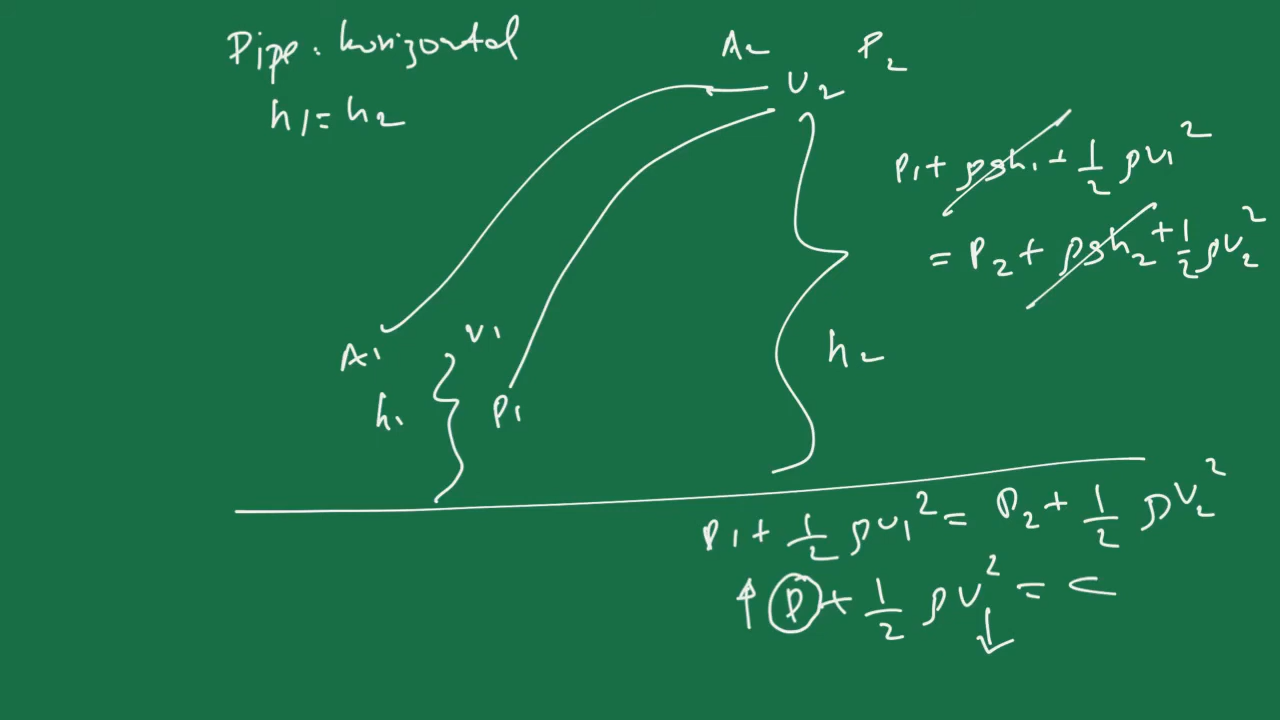 Pipe: horizontal
h₁ = h₂
A₂ P₂
v₂
P₁ + ρgh₁ + 1/2 ρv₁²
= P₂ + ρgh₂ + 1/2 ρv₂²
A₁ v₁
h₁ P₁
h₂
P₁ + 1/2 ρv₁² = P₂ + 1/2 ρv₂²
↑ P + 1/2 ρv² ↓ = C